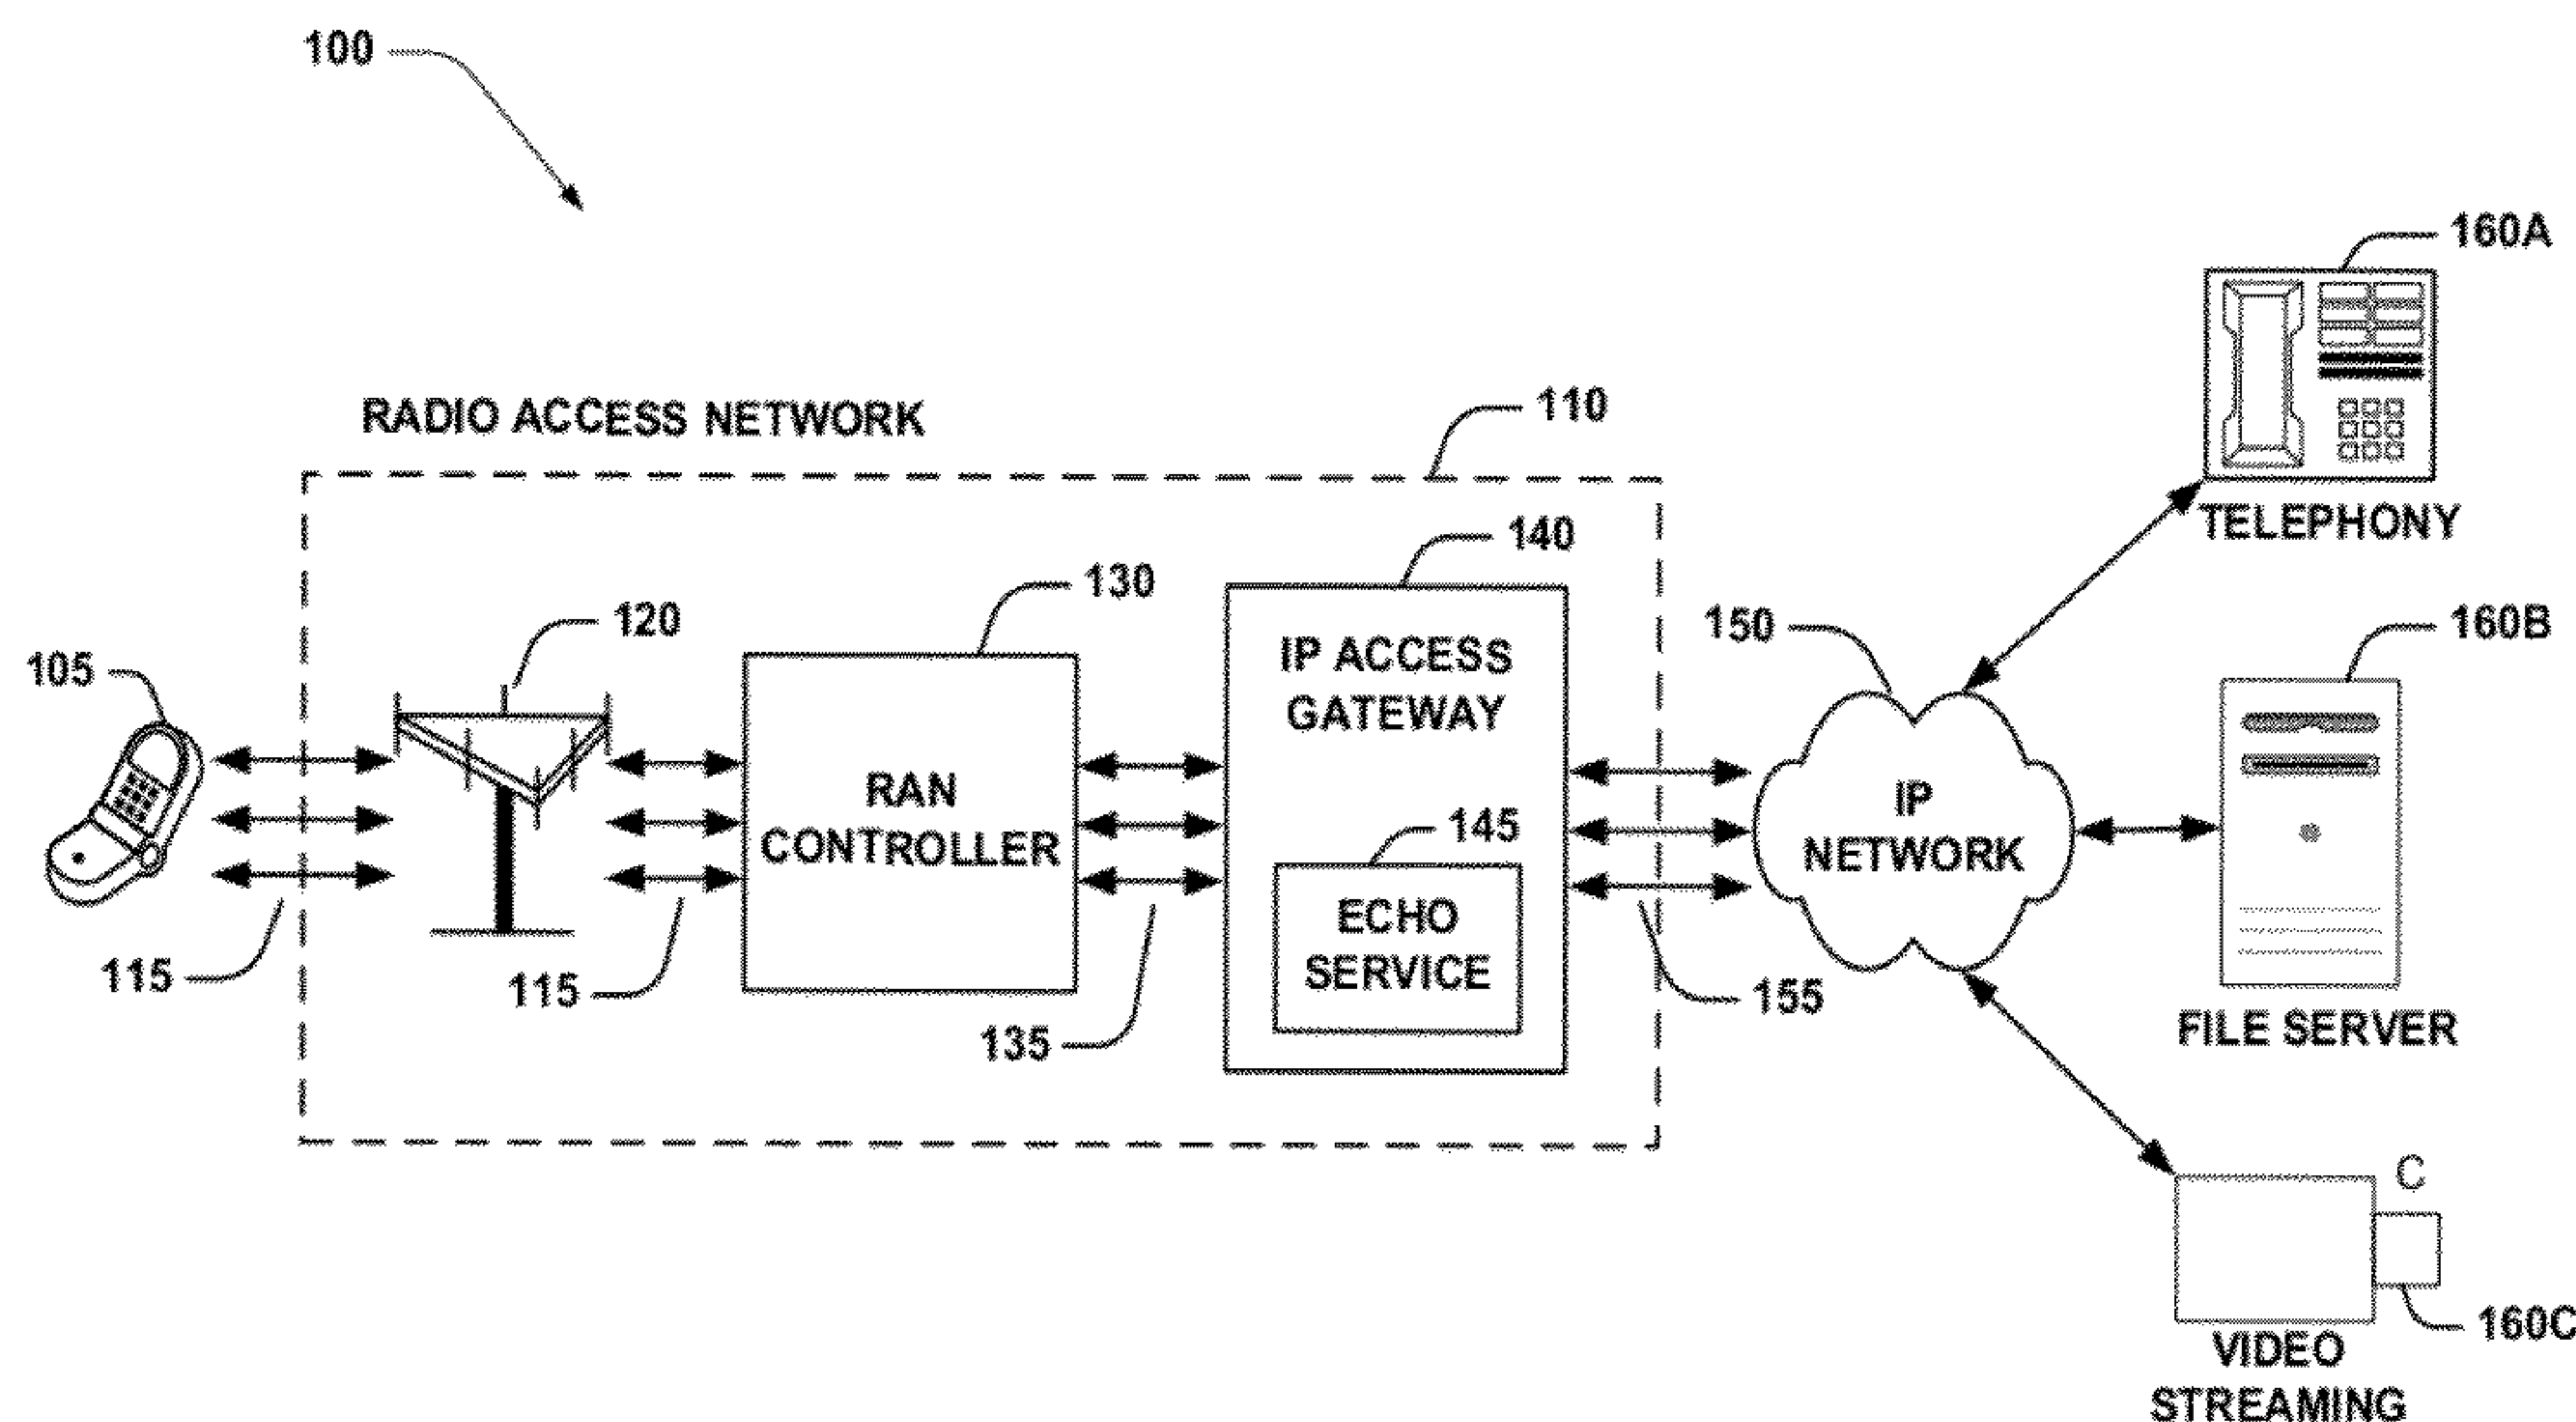 100
160A
TELEPHONY
RADIO ACCESS NETWORK
110
140
130
120
105
150
160B
IP ACCESS
GATEWAY
RAN
CONTROLLER
145
ECHO
SERVICE
IP
NETWORK
115
115
135
155
FILE SERVER
C
160C
VIDEO
STREAMING